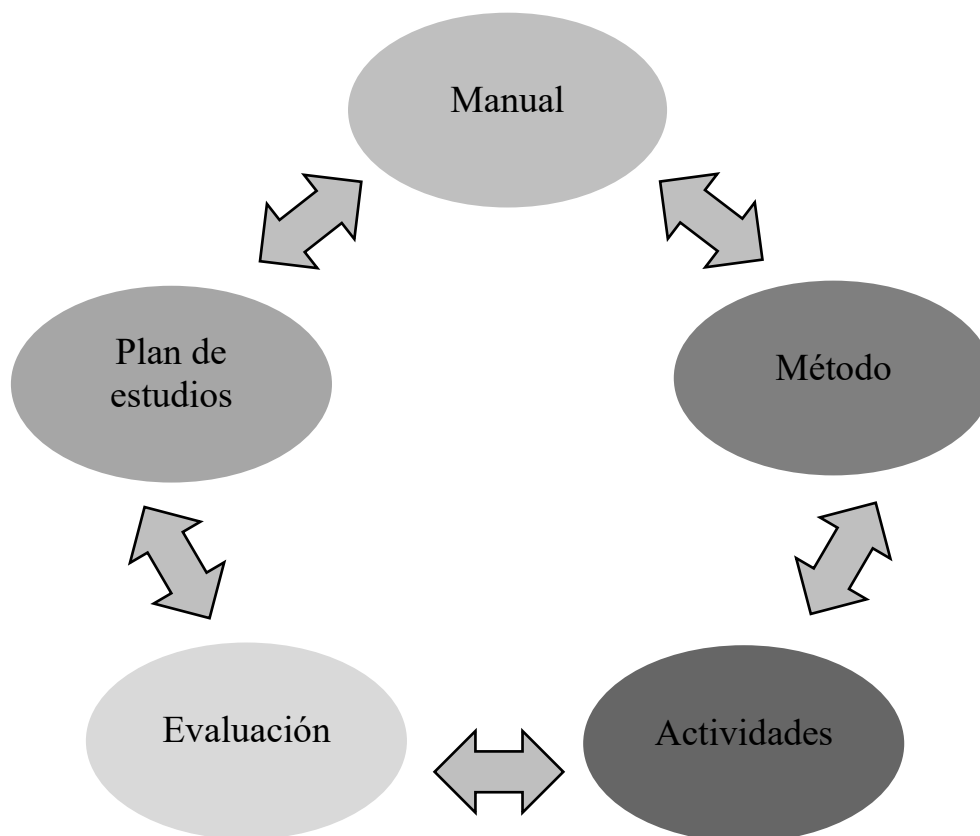 Manual
Plan de
estudios
Método
Evaluación
Actividades